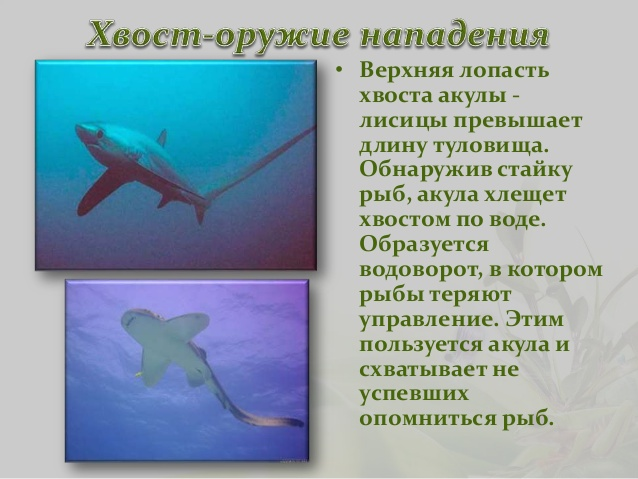 Хвост-оружие нападения
• Верхняя лопасть
хвоста акулы -
лисицы превышает
длину туловища.
Обнаружив стайку
рыб, акула хлещет
хвостом по воде.
Образуется
водоворот, в котором
рыбы теряют
управление. Этим
пользуется акула и
схватывает не
успевших
опомниться рыб.